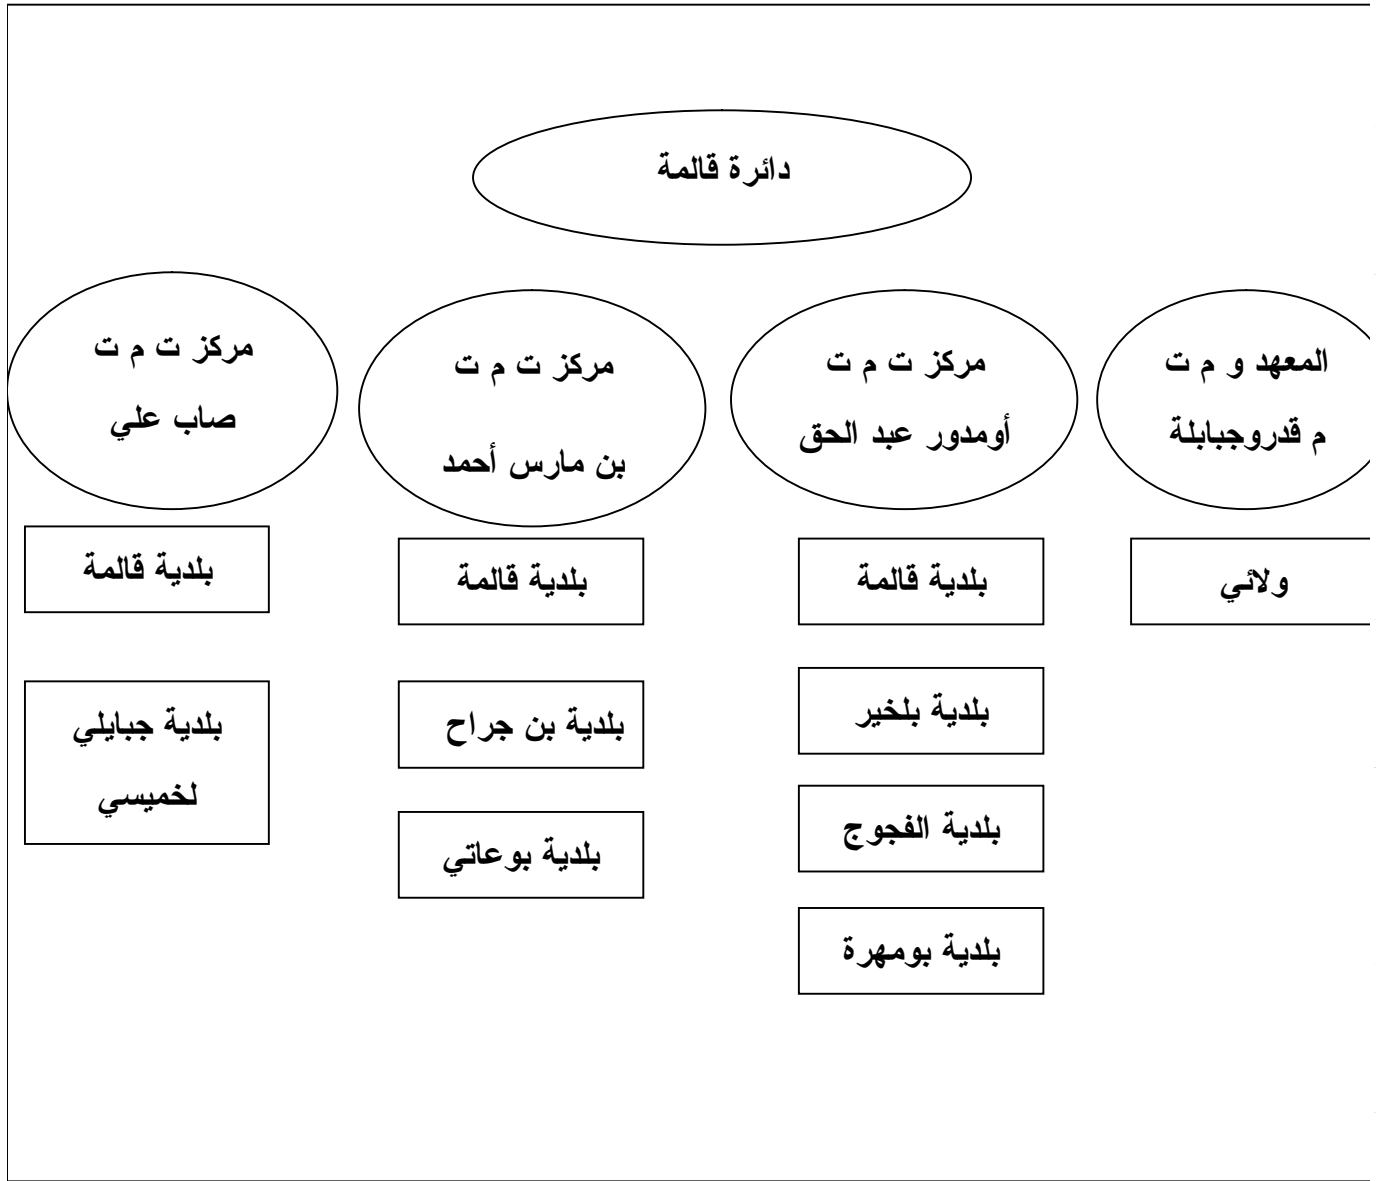 دائرة قالمة
المعهد و م ت
م قدروجبابلة
ولائي
مركز ت م ت
أومدور عبد الحق
بلدية قالمة
بلدية بلخير
بلدية الفجوج
بلدية بومهرة
مركز ت م ت
بن مارس أحمد
بلدية قالمة
بلدية بن جراح
بلدية بوعاتي
مركز ت م ت
صاب علي
بلدية قالمة
بلدية جبايلي
لخميسي